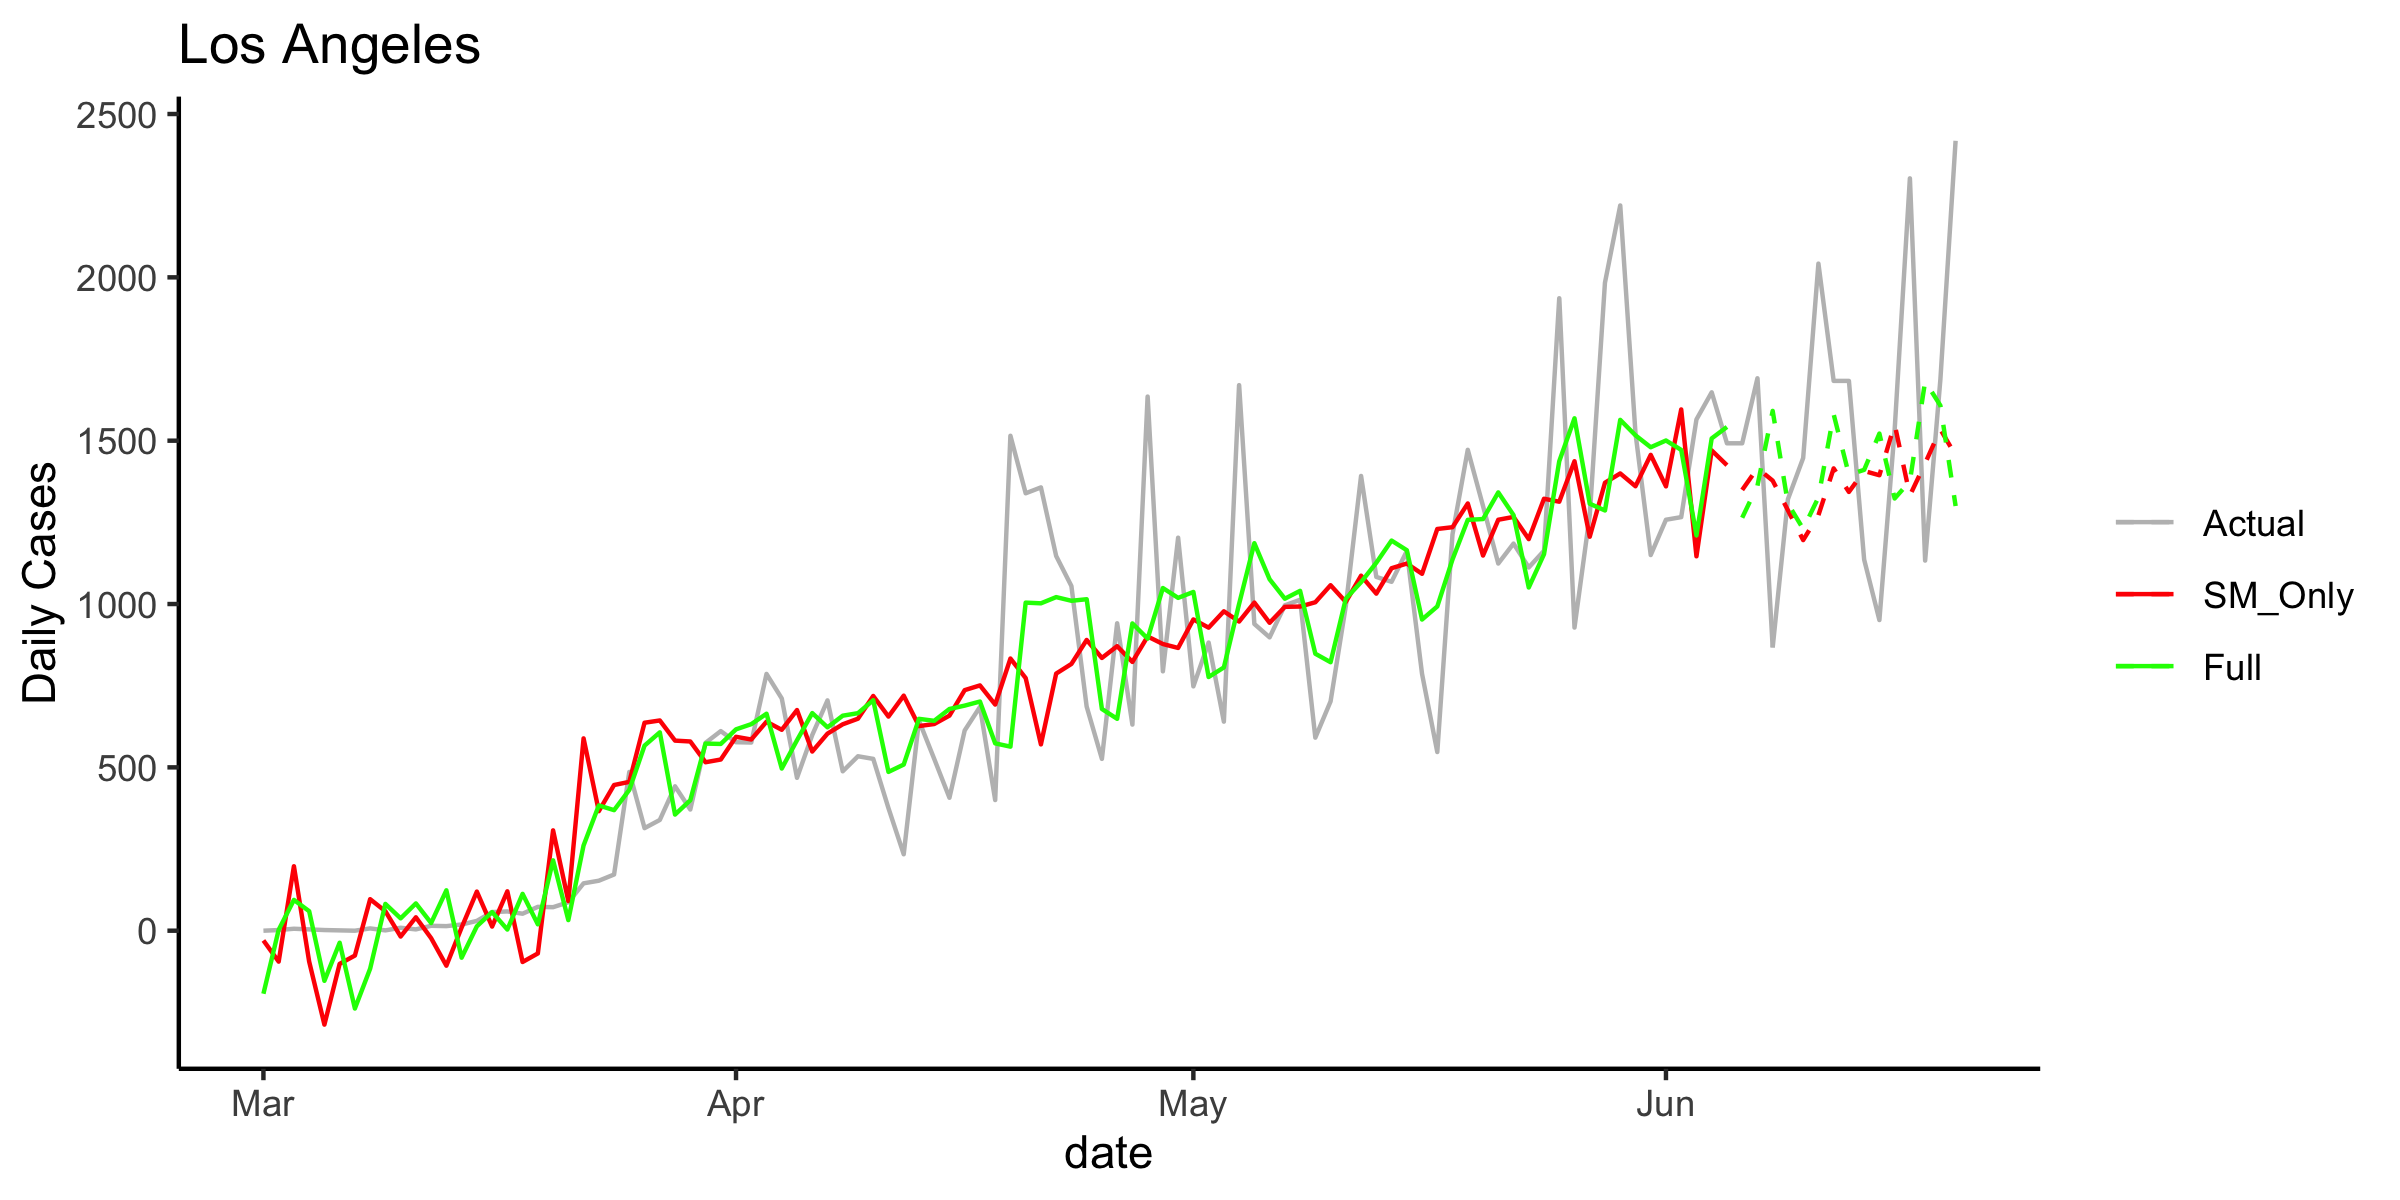 Los Angeles
2500
2000
1500
1000
500
0
Daily Cases
Mar Apr May Jun
date
Actual
SM_Only
Full